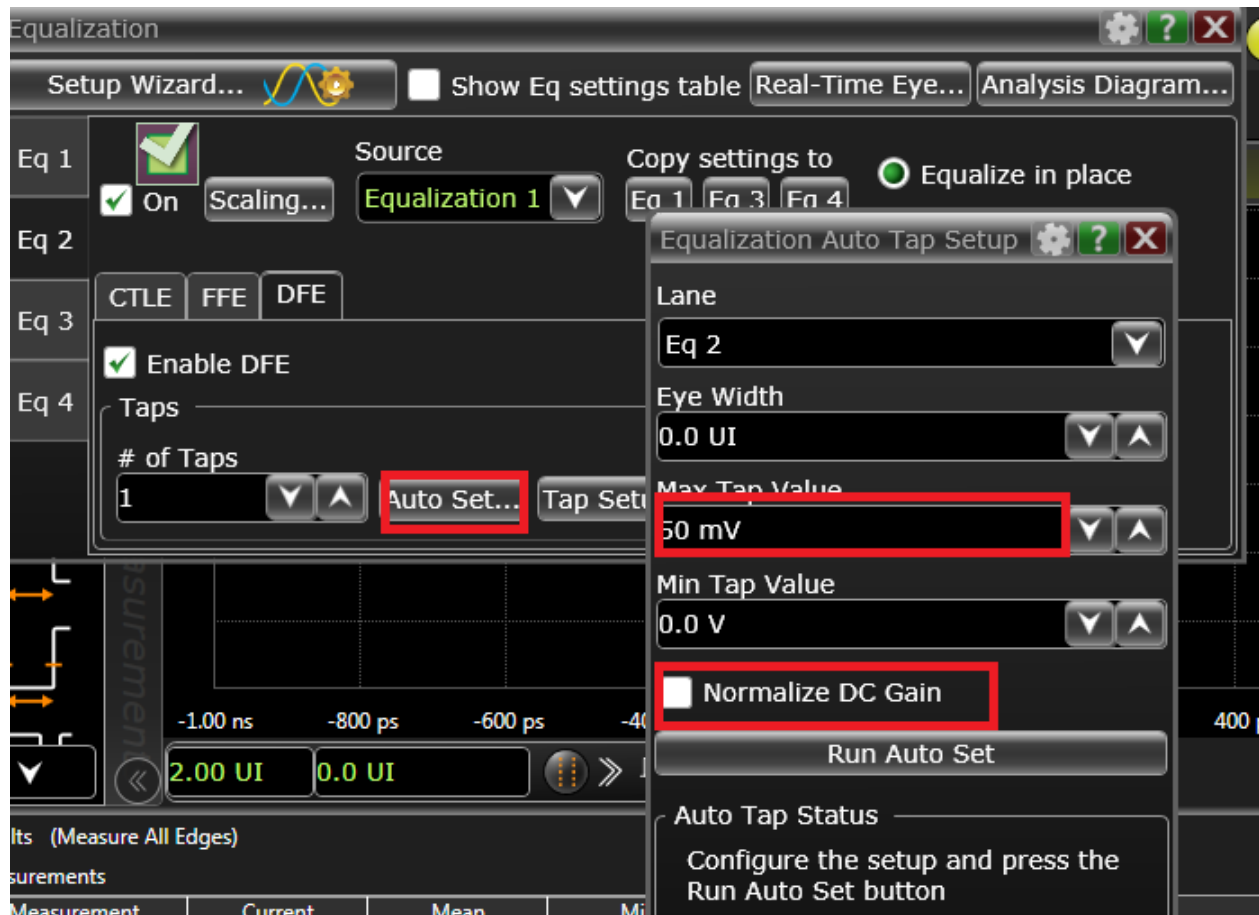 Equalization
Setup Wizard... Show Eq settings table Real-Time Eye... Analysis Diagram...
Eq 1
Eq 2
Eq 3
Eq 4
On Scaling...
Source
Equalization 1
Copy settings to
Eq 1 Eq 3 Eq 4
Equalize in place
CTLE FFE DFE
Enable DFE
Taps
# of Taps
1 Auto Set... Tap
Equalization Auto Tap Setup
Lane
Eq 2
Eye Width
0.0 UI
Max Tap Value
50 mV
Min Tap Value
0.0 V
Normalize DC Gain
Run Auto Set
Auto Tap Status
Configure the setup and press the
Run Auto Set button
-1.00 ns -800 ps -600 ps 400
2.00 UI 0.0 UI
(Measure All Edges)
Measurement Current Mean